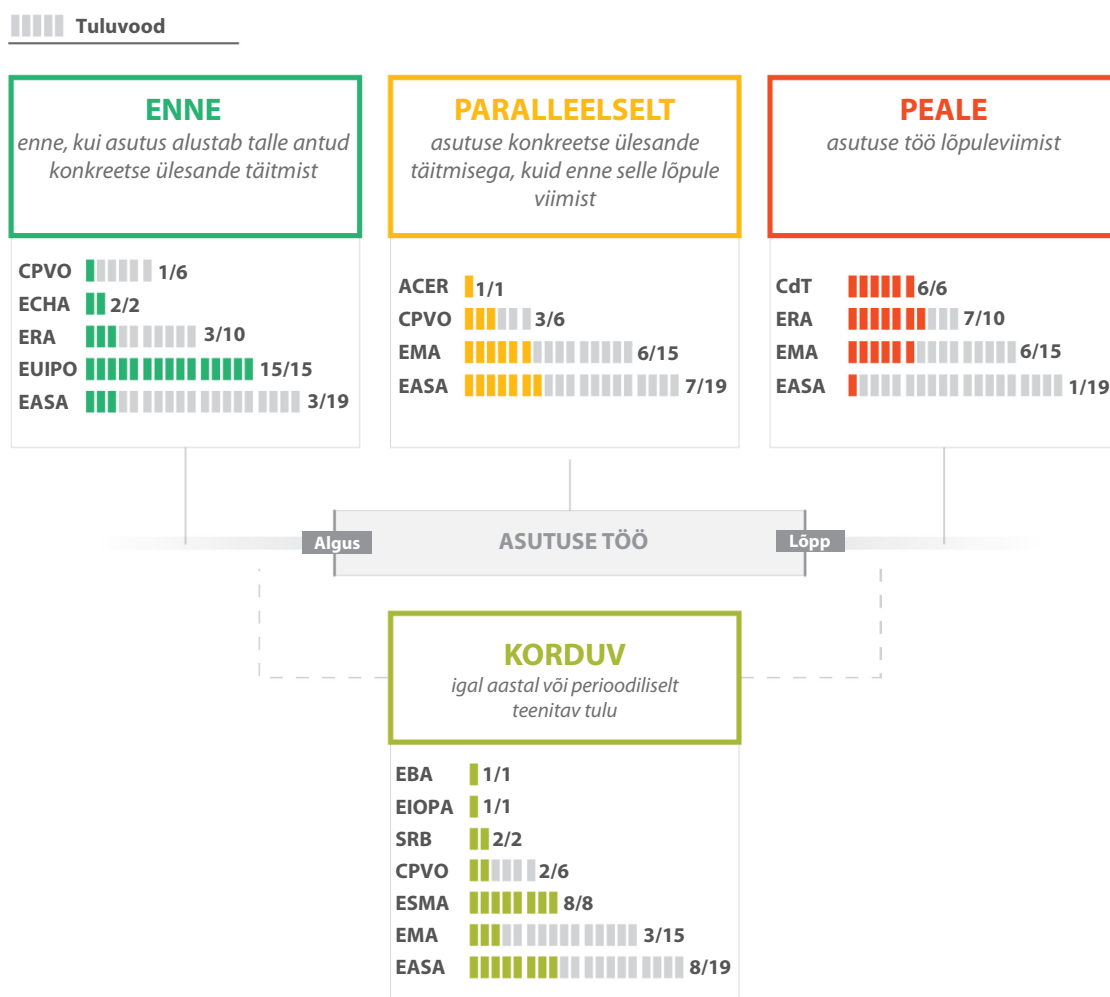 Tuluvood
ENNE
enne, kui asutus alustab talle antud
konkreetse ülesande täitmist
CPVO 1/6
ECHA 2/2
ERA 3/10
EUIPO 15/15
EASA 3/19
PARALLEELSELT
asutuse konkreetse ülesande
täitmisega, kuid enne selle lõpule
viimist
ACER 1/1
CPVO 3/6
EMA 6/15
EASA 7/19
PEALE
asutuse töö lõpuleviimist
CdT 6/6
ERA 7/10
EMA 6/15
EASA 1/19
Algus
ASUTUSE TÖÖ
Lõpp
KORDUV
igal aastal või perioodiliselt
teenitav tulu
EBA 1/1
EIOPA 1/1
SRB 2/2
CPVO 2/6
ESMA 8/8
EMA 3/15
EASA 8/19